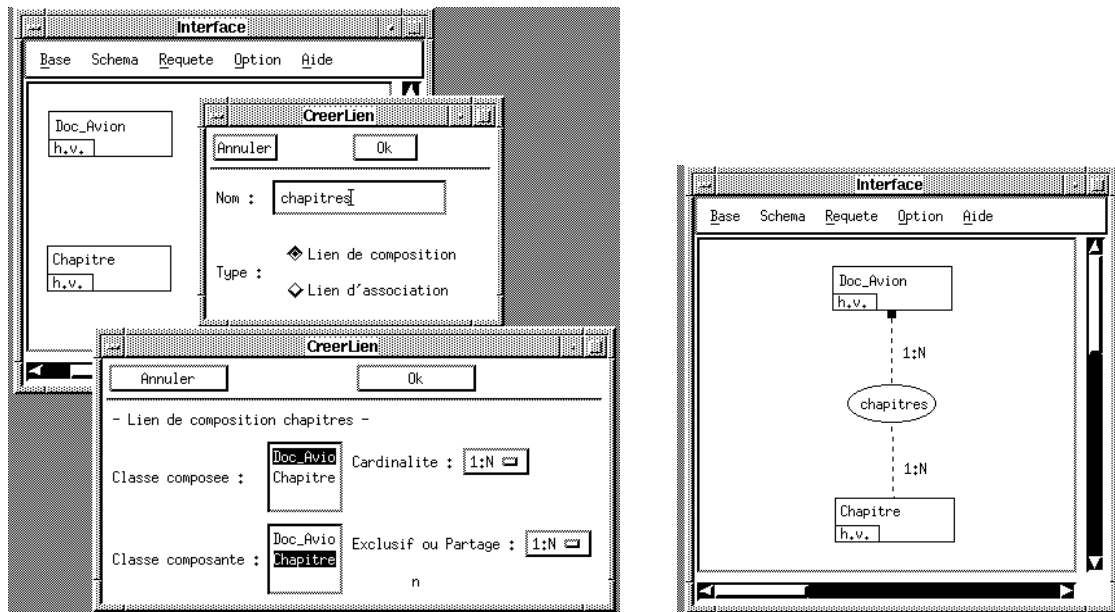 Interface
Base Schema Requete Option Aide
Doc_Avion
h.v.
Chapitre
h.v.
CreerLien
Annuler Ok
Nom : chapitres
Type :
Lien de composition
Lien d'association
CreerLien
Annuler Ok
- Lien de composition chapitres -
Classe composee :
Doc_Avio
Chapitre
Cardinalite : 1:N
Classe composante :
Doc_Avio
Chapitre
Exclusif ou Partage : 1:N
n
Interface
Base Schema Requete Option Aide
Doc_Avion
h.v.
1:N
chapitres
1:N
Chapitre
h.v.